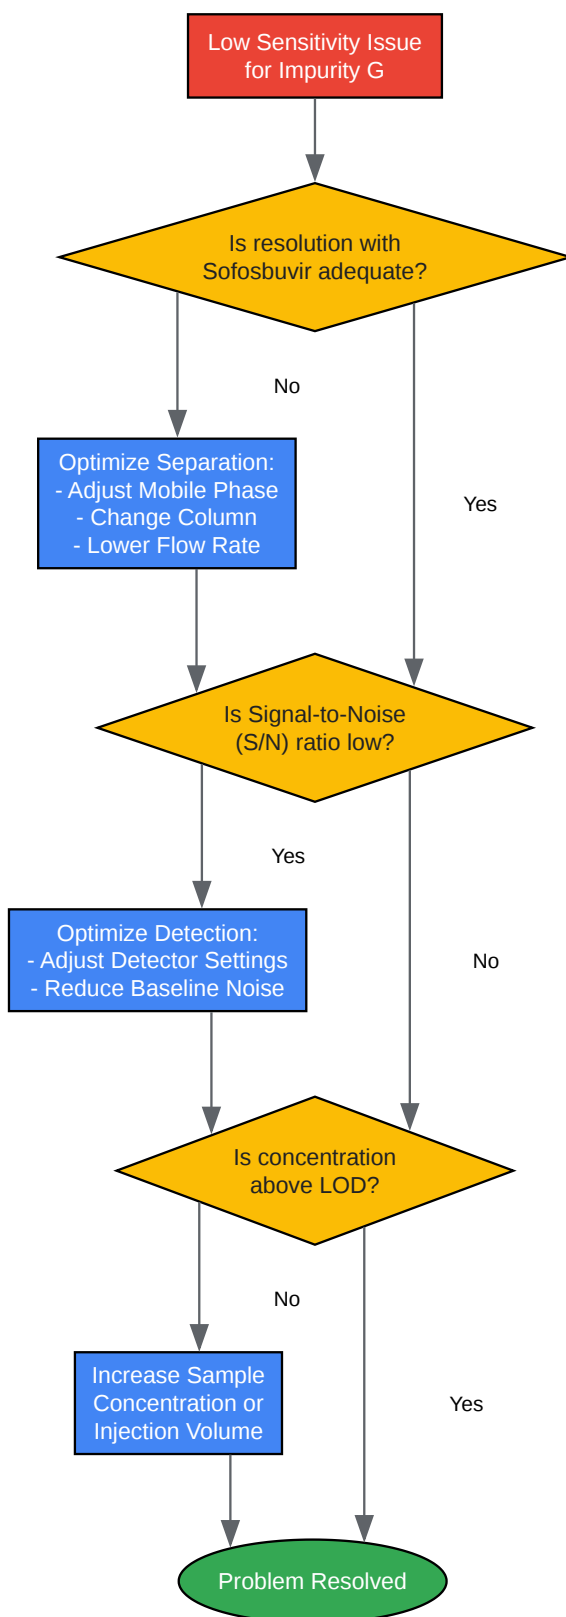 Low Sensitivity Issue
for Impurity G
Is resolution with
Sofosbuvir adequate?
No
Optimize Separation:
- Adjust Mobile Phase
- Change Column
- Lower Flow Rate
Yes
Is Signal-to-Noise
(S/N) ratio low?
Yes
Optimize Detection:
- Adjust Detector Settings
- Reduce Baseline Noise
No
Is concentration
above LOD?
No
Increase Sample
Concentration or
Injection Volume
Yes
Problem Resolved